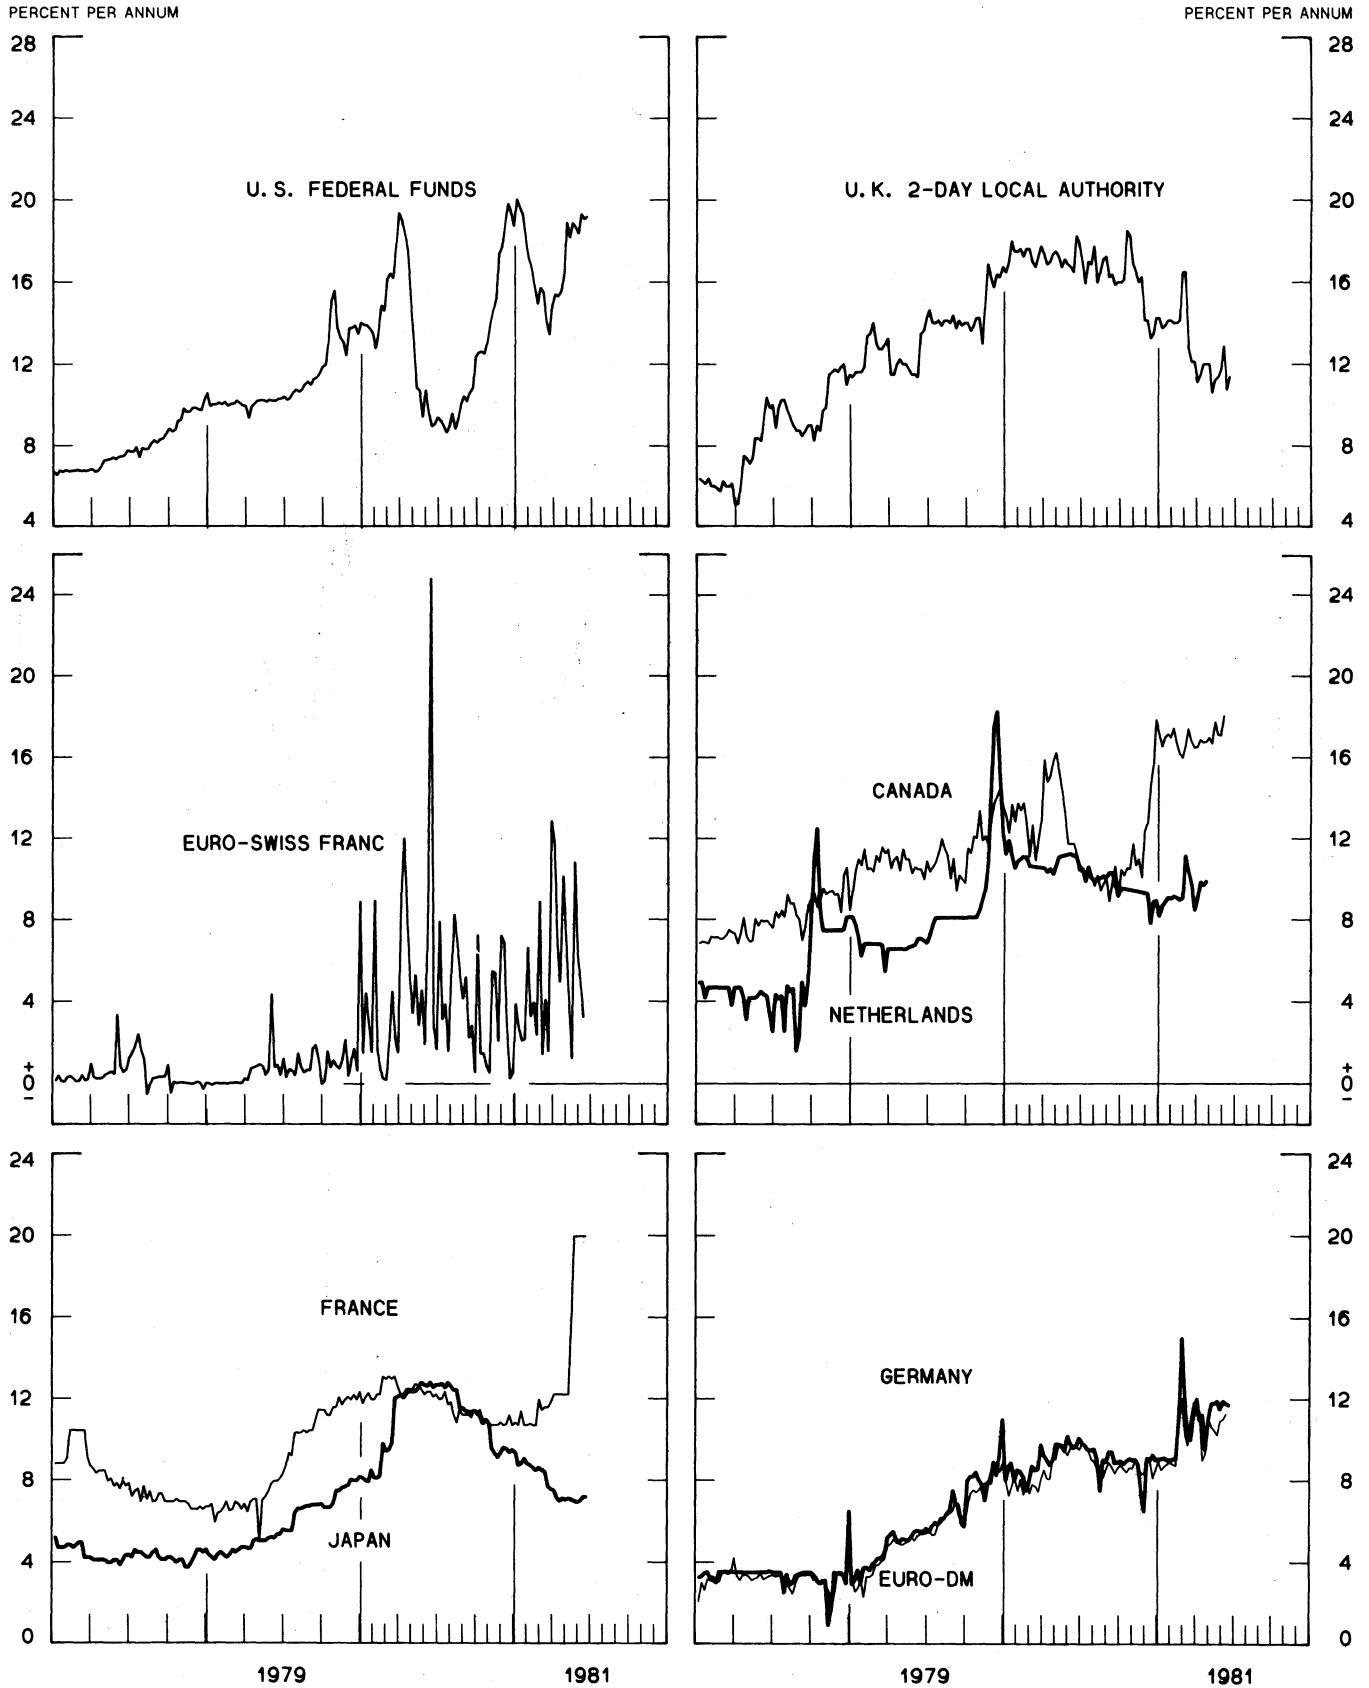 PERCENT PER ANNUM PERCENT PER ANNUM
28 28
24 24
U. S. FEDERAL FUNDS U. K. 2-DAY LOCAL AUTHORITY
20 20
16 16
12 12
8 8
4 4
24 24
20 20
16 16
CANADA
12 12
EURO-SWISS FRANC
8 8
4 4
NETHERLANDS
+ +
0 0
– –
24 24
20 20
16 16
FRANCE
GERMANY
12 12
8 8
JAPAN
4 4
EURO-DM
0 0
1979 1981 1979 1981